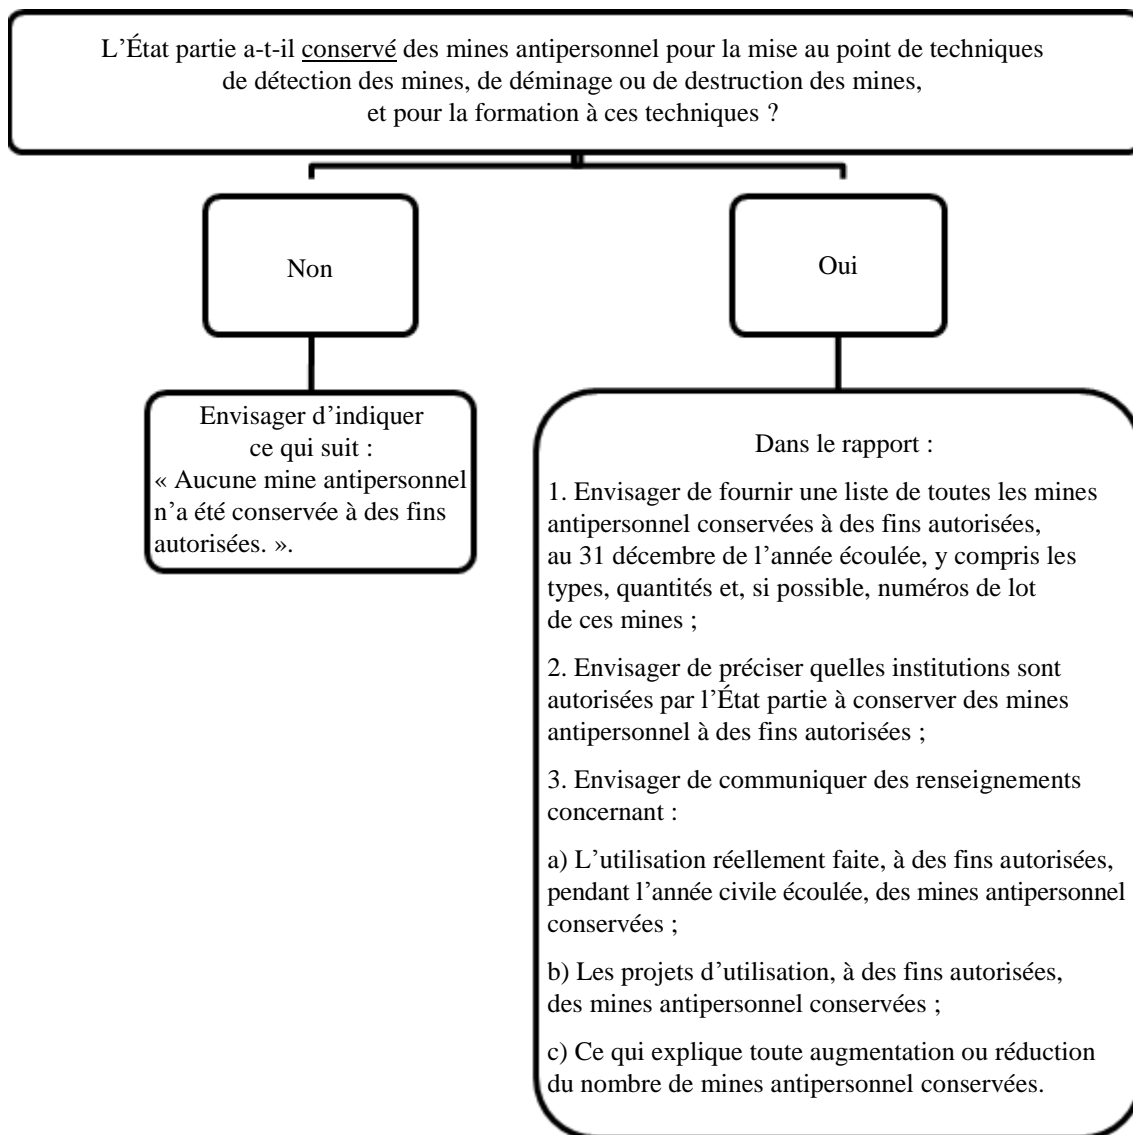 L’État partie a-t-il conservé des mines antipersonnel pour la mise au point de techniques
de détection des mines, de déminage ou de destruction des mines,
et pour la formation à ces techniques ?
Non
Oui
Envisager d’indiquer
ce qui suit :
« Aucune mine antipersonnel
n’a été conservée à des fins
autorisées. ».
Dans le rapport :
1. Envisager de fournir une liste de toutes les mines
antipersonnel conservées à des fins autorisées,
au 31 décembre de l’année écoulée, y compris les
types, quantités et, si possible, numéros de lot
de ces mines ;
2. Envisager de préciser quelles institutions sont
autorisées par l’État partie à conserver des mines
antipersonnel à des fins autorisées ;
3. Envisager de communiquer des renseignements
concernant :
a) L’utilisation réellement faite, à des fins autorisées,
pendant l’année civile écoulée, des mines antipersonnel
conservées ;
b) Les projets d’utilisation, à des fins autorisées,
des mines antipersonnel conservées ;
c) Ce qui explique toute augmentation ou réduction
du nombre de mines antipersonnel conservées.